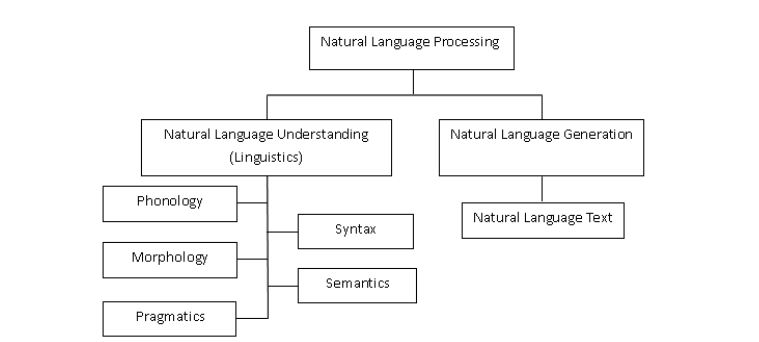 Natural Language Processing
Natural Language Understanding
(Linguistics)
Natural Language Generation
Phonology
Natural Language Text
Syntax
Morphology
Semantics
Pragmatics